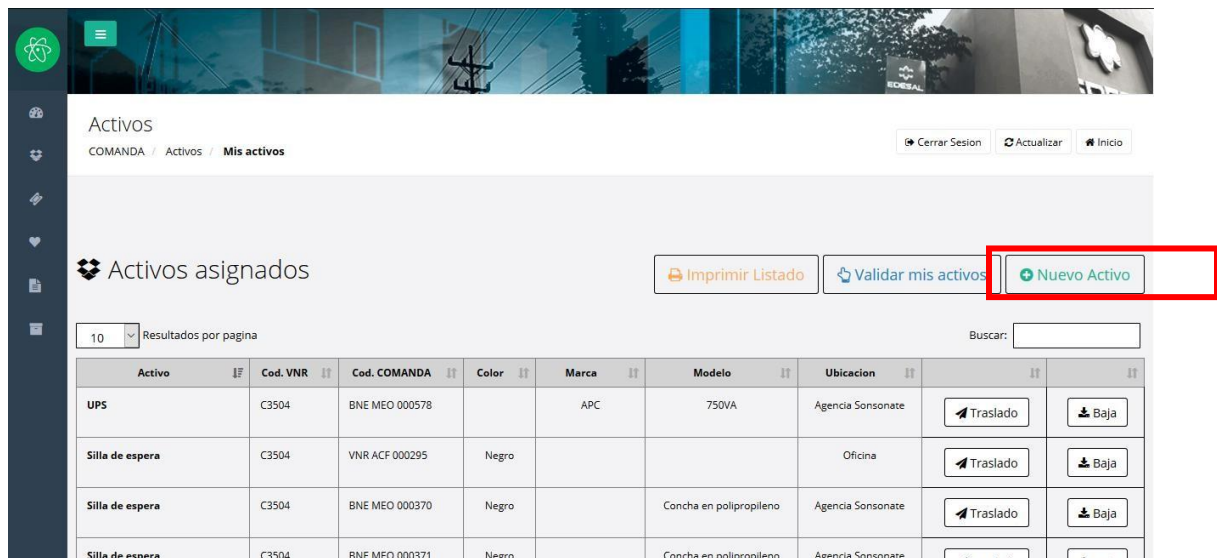 EDESAL
Activos
COMANDA / Activos / Mis activos
Cerrar Sesion Actualizar Inicio
Activos asignados
Imprimir Listado Validar mis activos Nuevo Activo
10 Resultados por pagina Buscar:
Activo Cod. VNR Cod. COMANDA Color Marca Modelo Ubicacion
UPS C3504 BNE MEO 000578 APC 750VA Agencia Sonsonate Traslado Baja
Silla de espera C3504 VNR ACF 000295 Negro Oficina Traslado Baja
Silla de espera C3504 BNE MEO 000370 Negro Concha en polipropileno Agencia Sonsonate Traslado Baja
Silla de espera C3504 BNE MEO 000371 Negro Concha en polipropileno Agencia Sonsonate